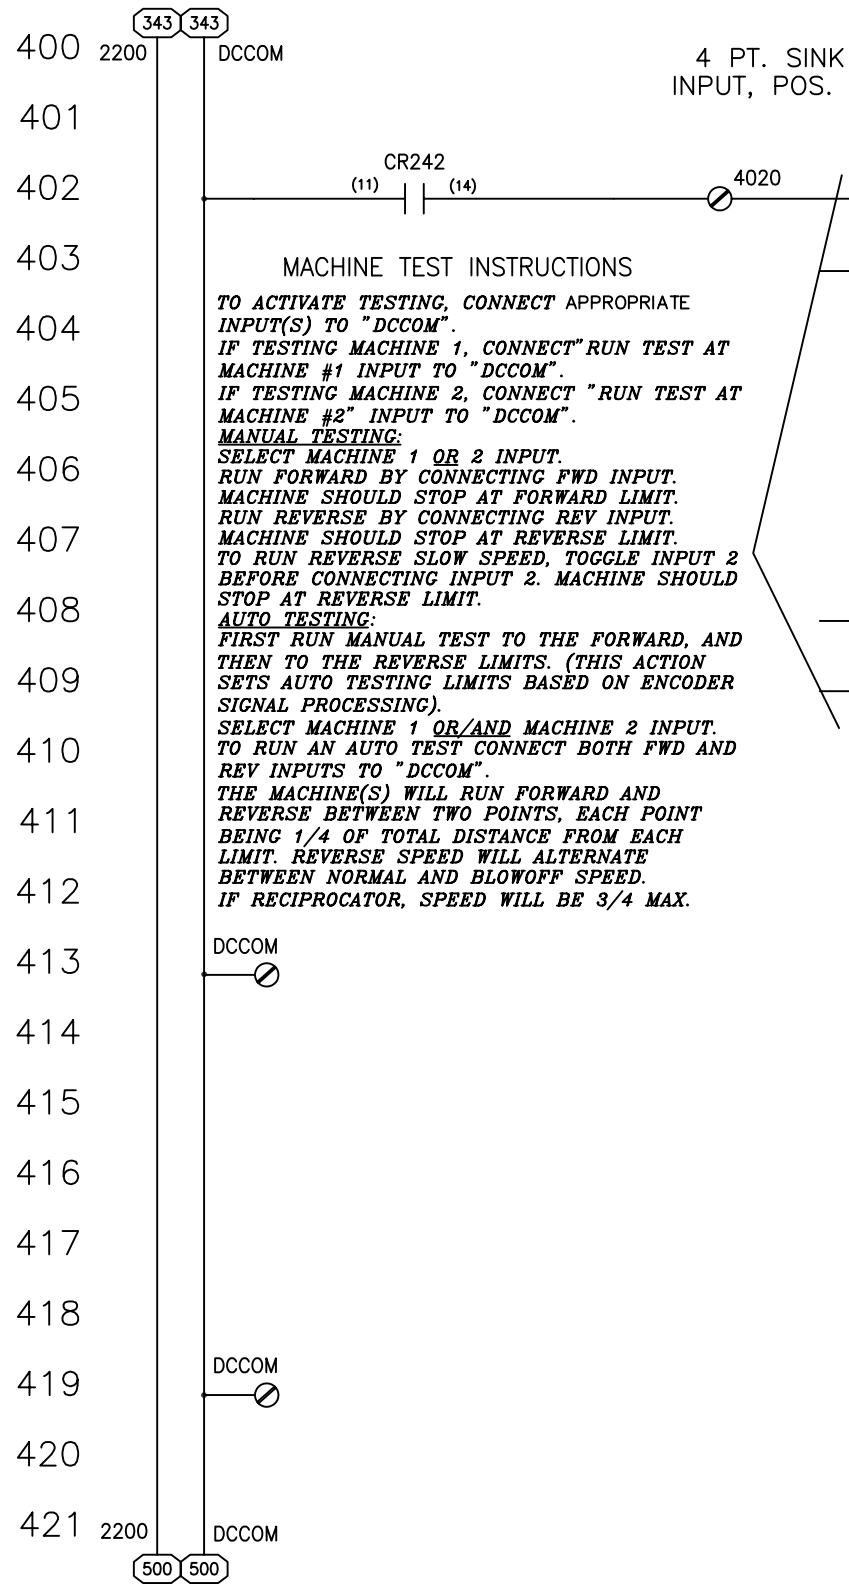 343 343
400 2200 DCCOM
4 PT. SINK
INPUT, POS.
401
CR242
402 (11) (14) 4020
403
MACHINE TEST INSTRUCTIONS
TO ACTIVATE TESTING, CONNECT APPROPRIATE
404
INPUT(S) TO "DCCOM".
IF TESTING MACHINE 1, CONNECT"RUN TEST AT
MACHINE #1 INPUT TO "DCCOM".
405
IF TESTING MACHINE 2, CONNECT "RUN TEST AT
MACHINE #2" INPUT TO "DCCOM".
MANUAL TESTING:
SELECT MACHINE 1 OR 2 INPUT.
406
RUN FORWARD BY CONNECTING FWD INPUT.
MACHINE SHOULD STOP AT FORWARD LIMIT.
RUN REVERSE BY CONNECTING REV INPUT.
407
MACHINE SHOULD STOP AT REVERSE LIMIT.
TO RUN REVERSE SLOW SPEED, TOGGLE INPUT 2
BEFORE CONNECTING INPUT 2. MACHINE SHOULD
STOP AT REVERSE LIMIT.
408
AUTO TESTING:
FIRST RUN MANUAL TEST TO THE FORWARD, AND
THEN TO THE REVERSE LIMITS. (THIS ACTION
409
SETS AUTO TESTING LIMITS BASED ON ENCODER
SIGNAL PROCESSING).
SELECT MACHINE 1 OR/AND MACHINE 2 INPUT.
410
TO RUN AN AUTO TEST CONNECT BOTH FWD AND
REV INPUTS TO "DCCOM".
THE MACHINE(S) WILL RUN FORWARD AND
411
REVERSE BETWEEN TWO POINTS, EACH POINT
BEING 1/4 OF TOTAL DISTANCE FROM EACH
LIMIT. REVERSE SPEED WILL ALTERNATE
412
BETWEEN NORMAL AND BLOWOFF SPEED.
IF RECIPROCATOR, SPEED WILL BE 3/4 MAX.
413 DCCOM
414
415
416
417
418
419 DCCOM
420
421 2200 DCCOM
500 500